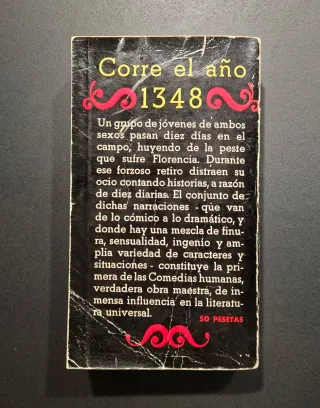 Corre el año
1348
Un grupo de jóvenes de ambos
sexos pasan diez días en el
campo, huyendo de la peste
que sufre Florencia. Durante
ese forzoso retiro distraen su
ocio contando historias, a razón
de diez diarias. El conjunto de
dichas narraciones - que van
de lo cómico a lo dramático, y
donde hay una mezcla de finu-
ra, sensualidad, ingenio y am-
plia variedad de caracteres y
situaciones - constituye la pri-
mera de las Comedias humanas,
verdadera obra maestra, de in-
mensa influencia en la literatu-
ra universal.
50 PESETAS